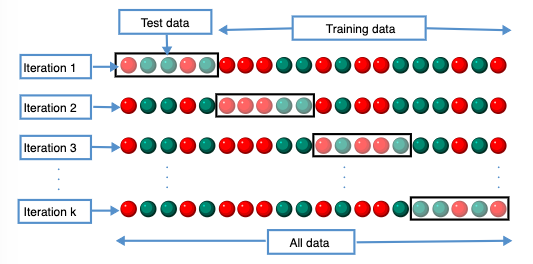 Test data
Training data
Iteration 1
Iteration 2
Iteration 3
Iteration k
All data